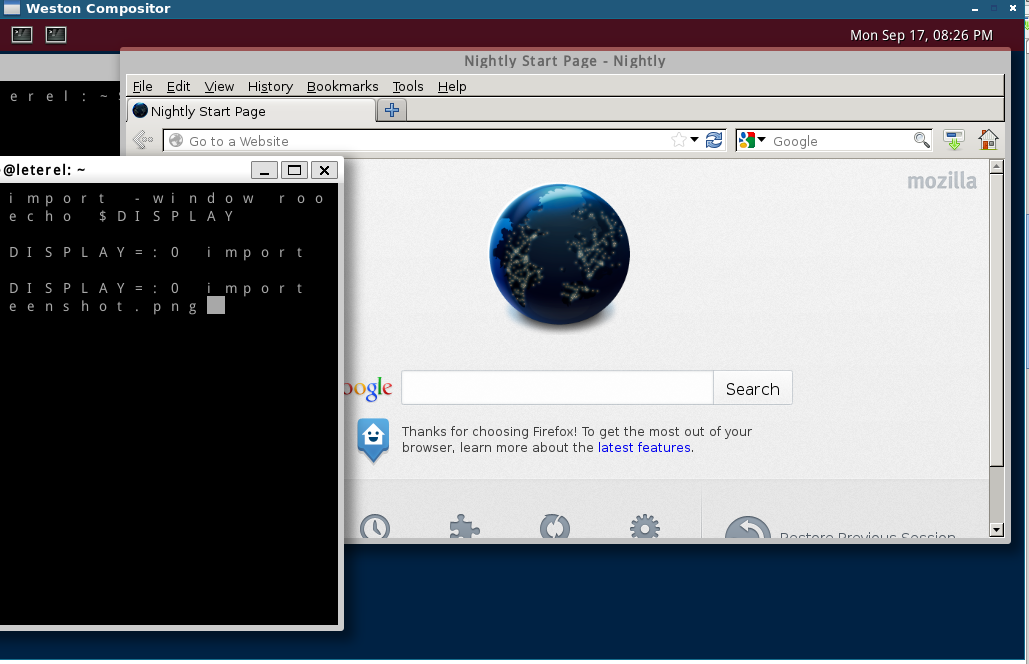 Weston Compositor
Mon Sep 17, 08:26 PM
Nightly Start Page - Nightly
File Edit View History Bookmarks Tools Help
Nightly Start Page
erel:~$
Go to a Website
Google
@leterel: ~
mozilla
import -window roo
echo $DISPLAY
DISPLAY=:0 import
DISPLAY=:0 import
eenshot.png
oogle
Search
Thanks for choosing Firefox! To get the most out of your
browser, learn more about the latest features.
Restore Previous Session